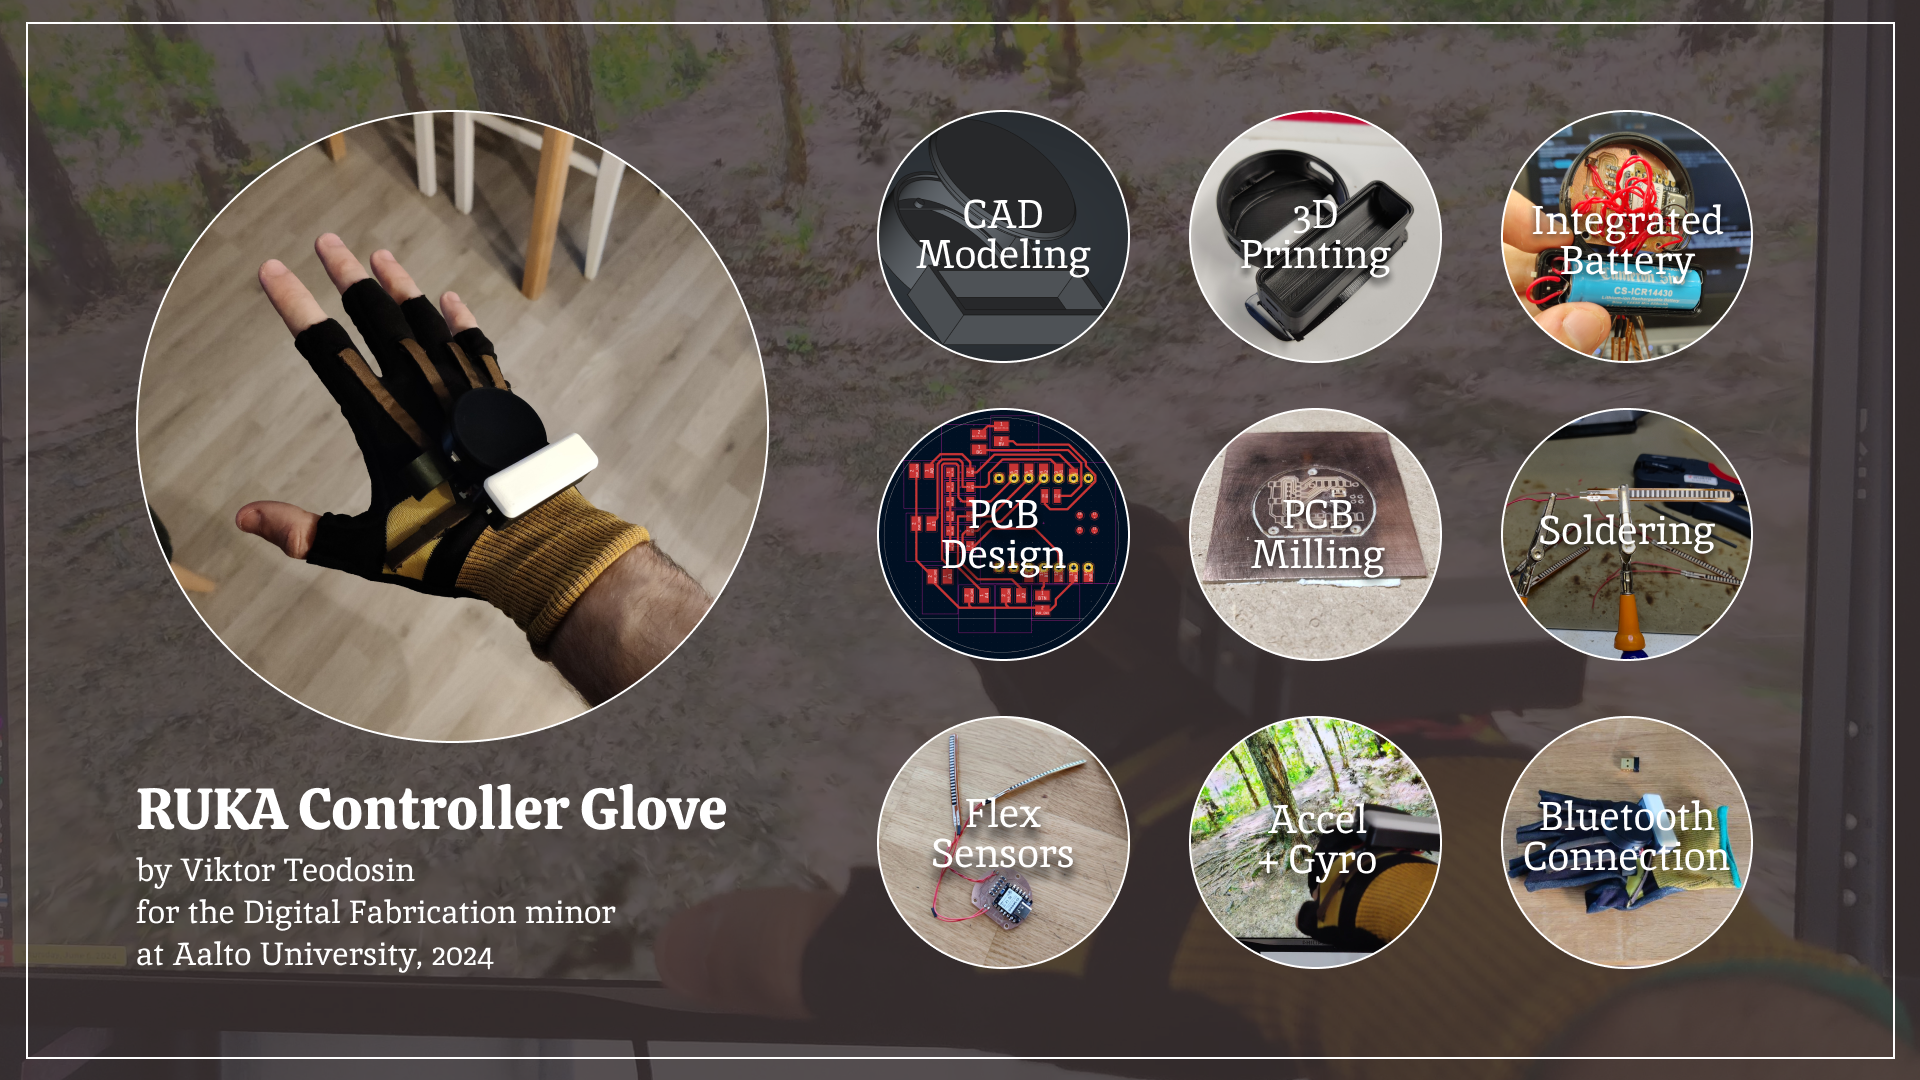 RUKA Controller Glove
by Viktor Teodosin
for the Digital Fabrication minor
at Aalto University, 2024
CAD
Modeling
3D
Printing
Integrated
Battery
CS-ICR14430
PCB
Design
PCB
Milling
Soldering
Flex
Sensors
Accel
+ Gyro
Bluetooth
Connection